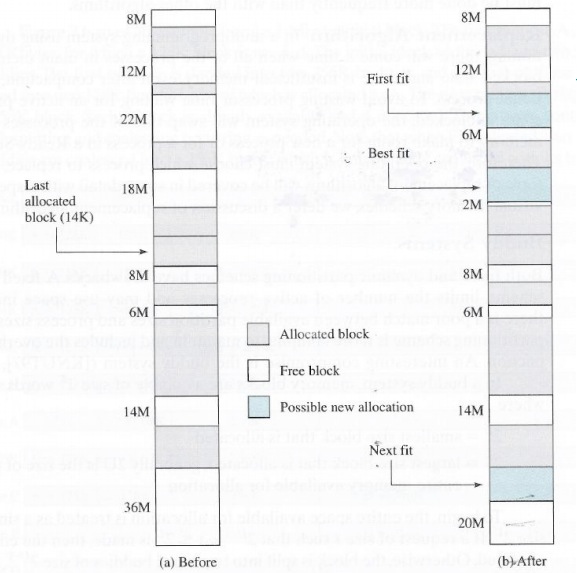 8M
12M
22M
18M
Last
allocated
block (14K)
8M
6M
14M
36M
(a) Before
Allocated block
Free block
Possible new allocation
8M
12M
First fit
6M
Best fit
2M
8M
6M
14M
Next fit
20M
(b) After